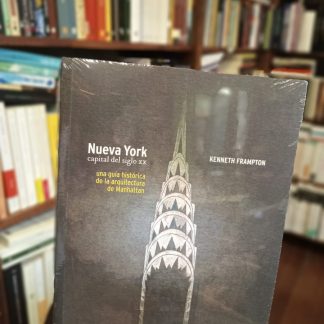 Nueva York
capital del siglo XX
KENNETH FRAMPTON
una guía histórica
de la arquitectura
de Manhattan